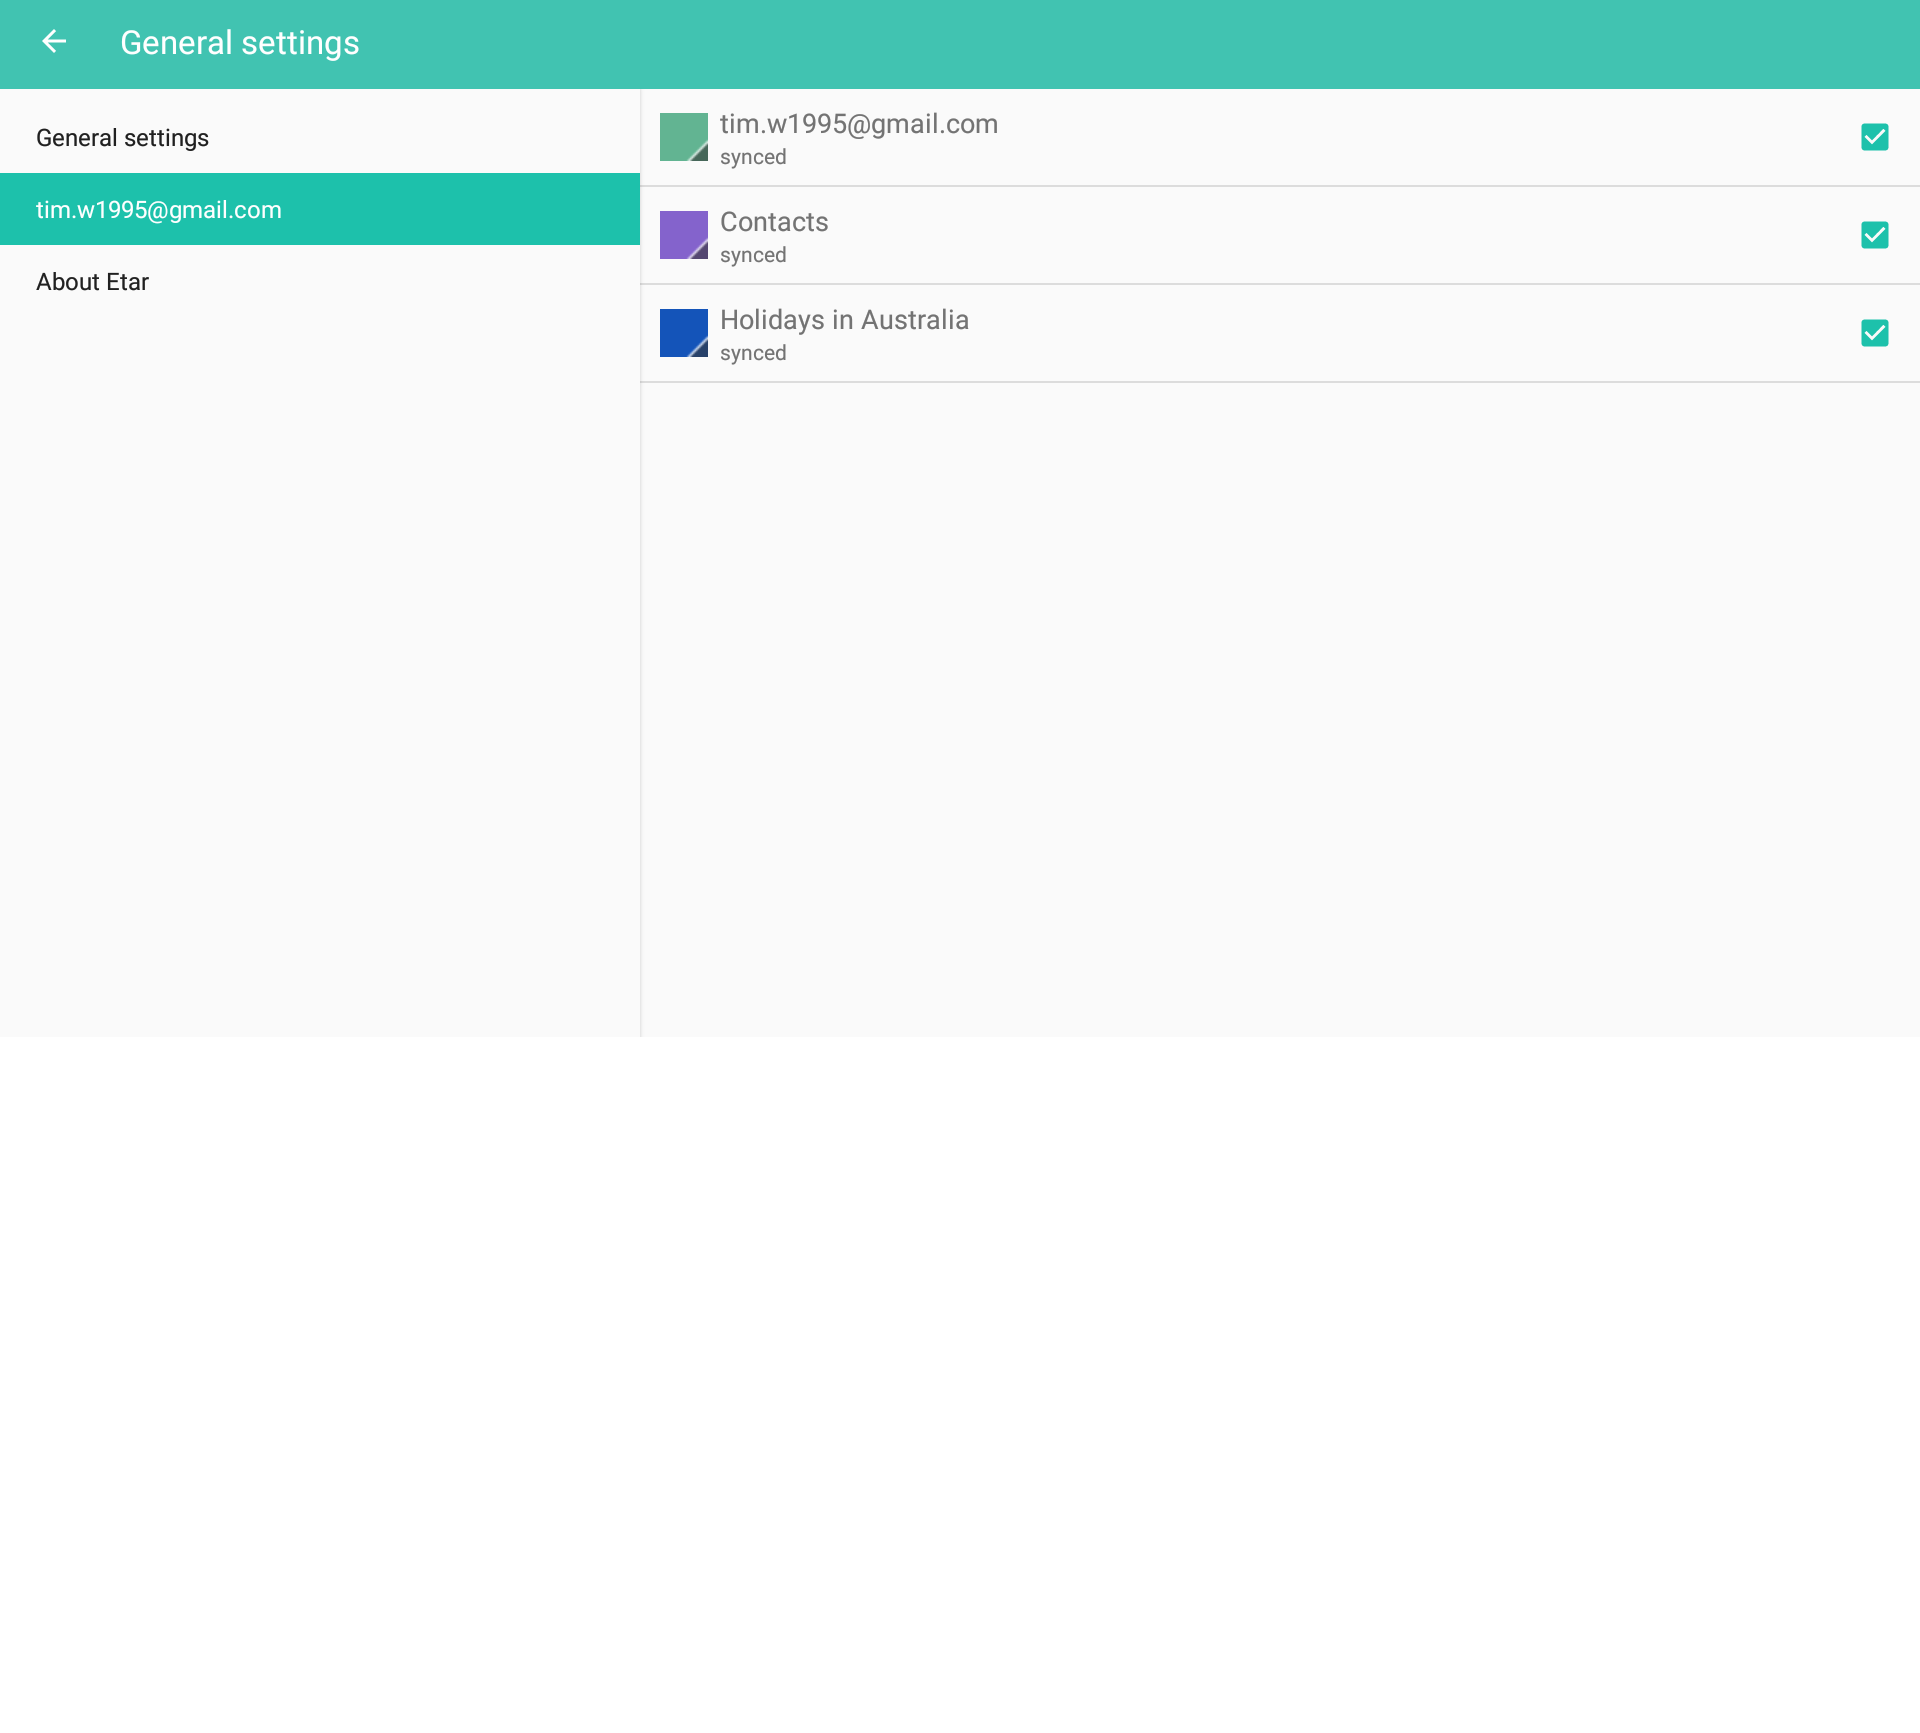 General settings
General settings
tim.w1995@gmail.com
About Etar
tim.w1995@gmail.com
synced
Contacts
synced
Holidays in Australia
synced